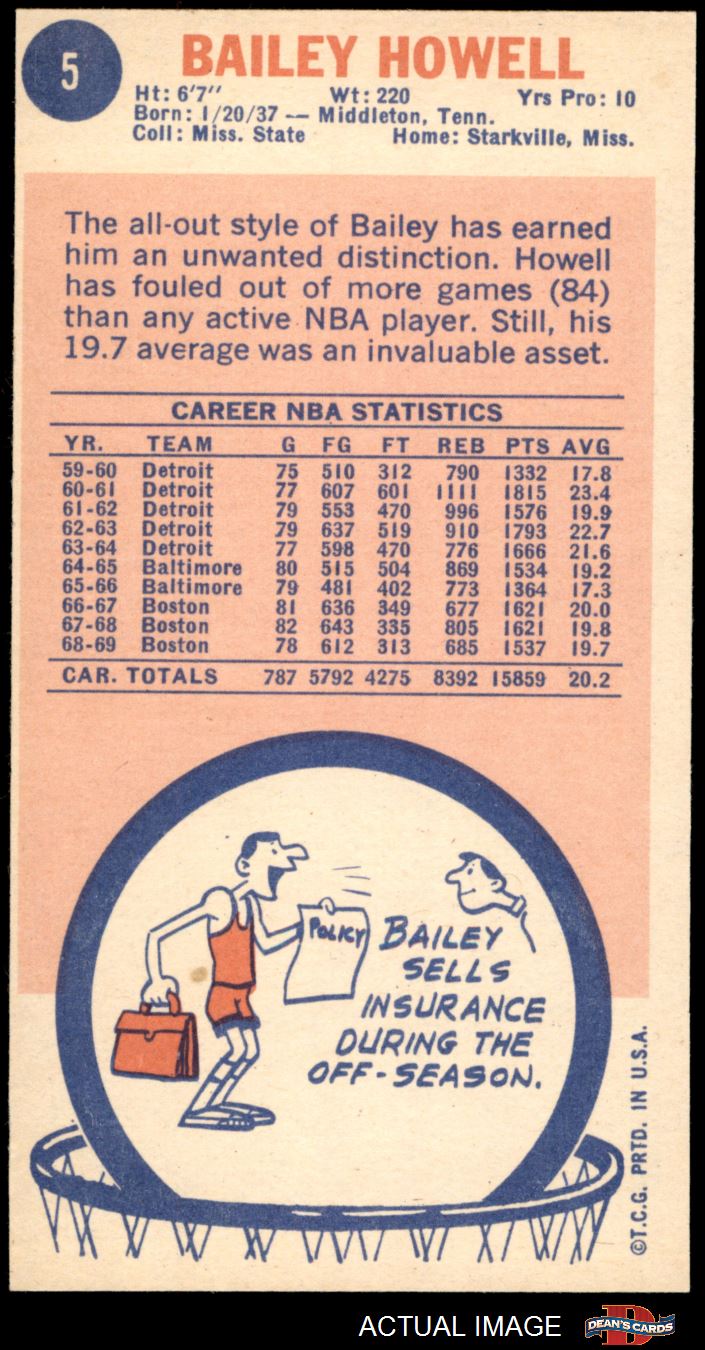 5
BAILEY HOWELL
Ht: 6'7'' Wt: 220 Yrs Pro: 10
Born: 1/20/37 — Middleton, Tenn.
Coll: Miss. State Home: Starkville, Miss.
The all-out style of Bailey has earned
him an unwanted distinction. Howell
has fouled out of more games (84)
than any active NBA player. Still, his
19.7 average was an invaluable asset.
CAREER NBA STATISTICS
YR. TEAM G FG FT REB PTS AVG
59-60 Detroit 75 510 312 790 1332 17.8
60-61 Detroit 77 607 601 1111 1815 23.4
61-62 Detroit 79 553 470 996 1576 19.9
62-63 Detroit 79 637 519 910 1793 22.7
63-64 Detroit 77 598 470 776 1666 21.6
64-65 Baltimore 80 515 504 869 1534 19.2
65-66 Baltimore 79 481 402 773 1364 17.3
66-67 Boston 81 636 349 677 1621 20.0
67-68 Boston 82 643 335 805 1621 19.8
68-69 Boston 78 612 313 685 1537 19.7
CAR. TOTALS 787 5792 4275 8392 15859 20.2
POLICY
BAILEY
SELLS
INSURANCE
DURING THE
OFF-SEASON.
©T.C.G. PRTD. IN U.S.A.
ACTUAL IMAGE
D
DEAN'S CARDS